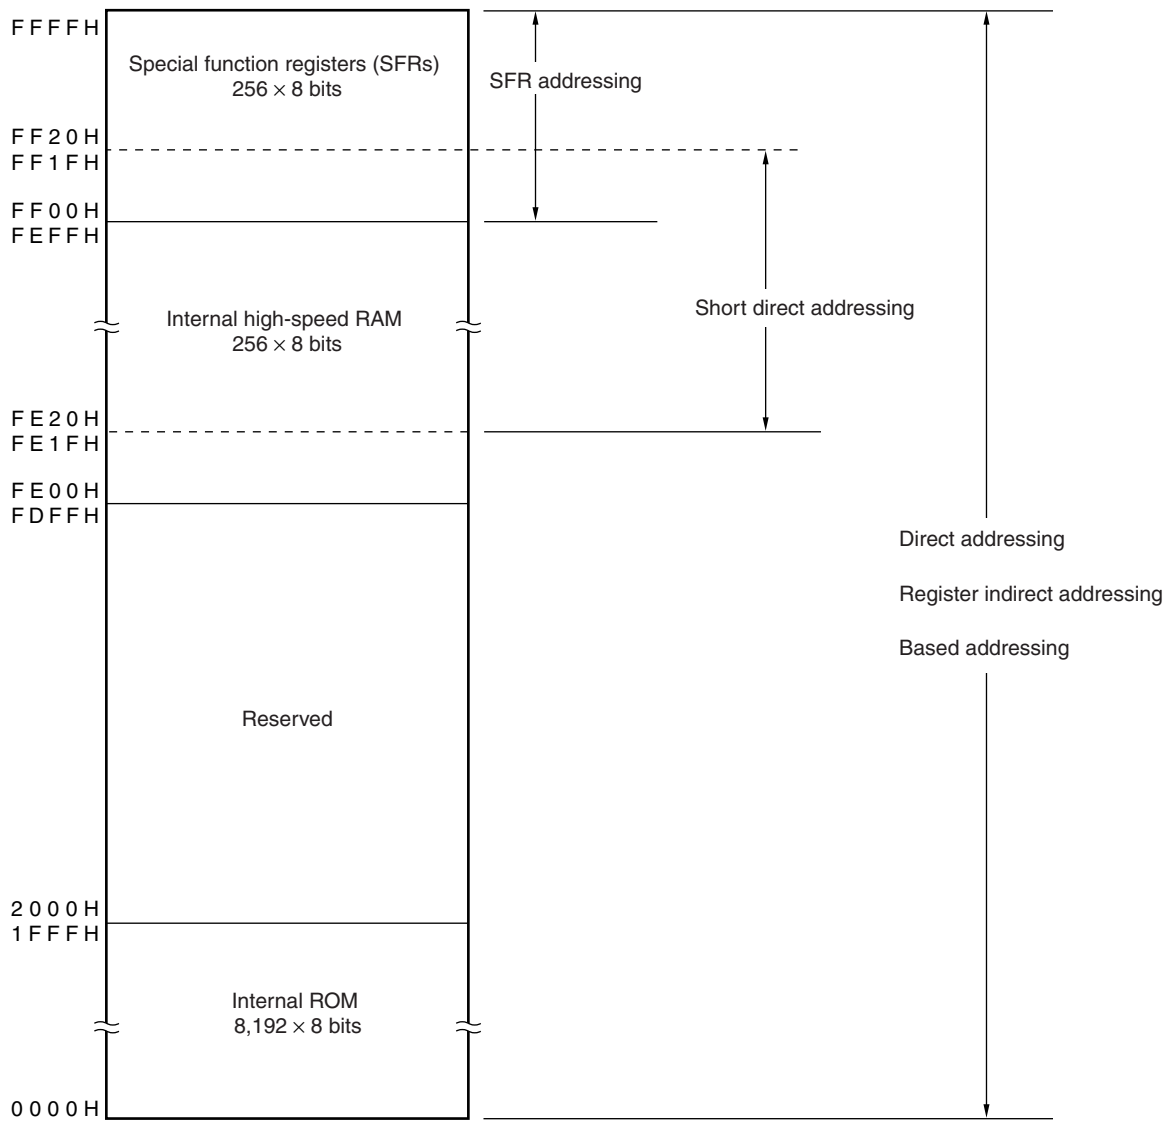 FFFFH
Special function registers (SFRs)
256 × 8 bits
SFR addressing
FF20H
FF1FH
FF00H
FEFFH
Internal high-speed RAM
256 × 8 bits
Short direct addressing
FE20H
FE1FH
FE00H
FDFFH
Direct addressing
Register indirect addressing
Based addressing
Reserved
2000H
1FFFH
Internal ROM
8,192 × 8 bits
0000H